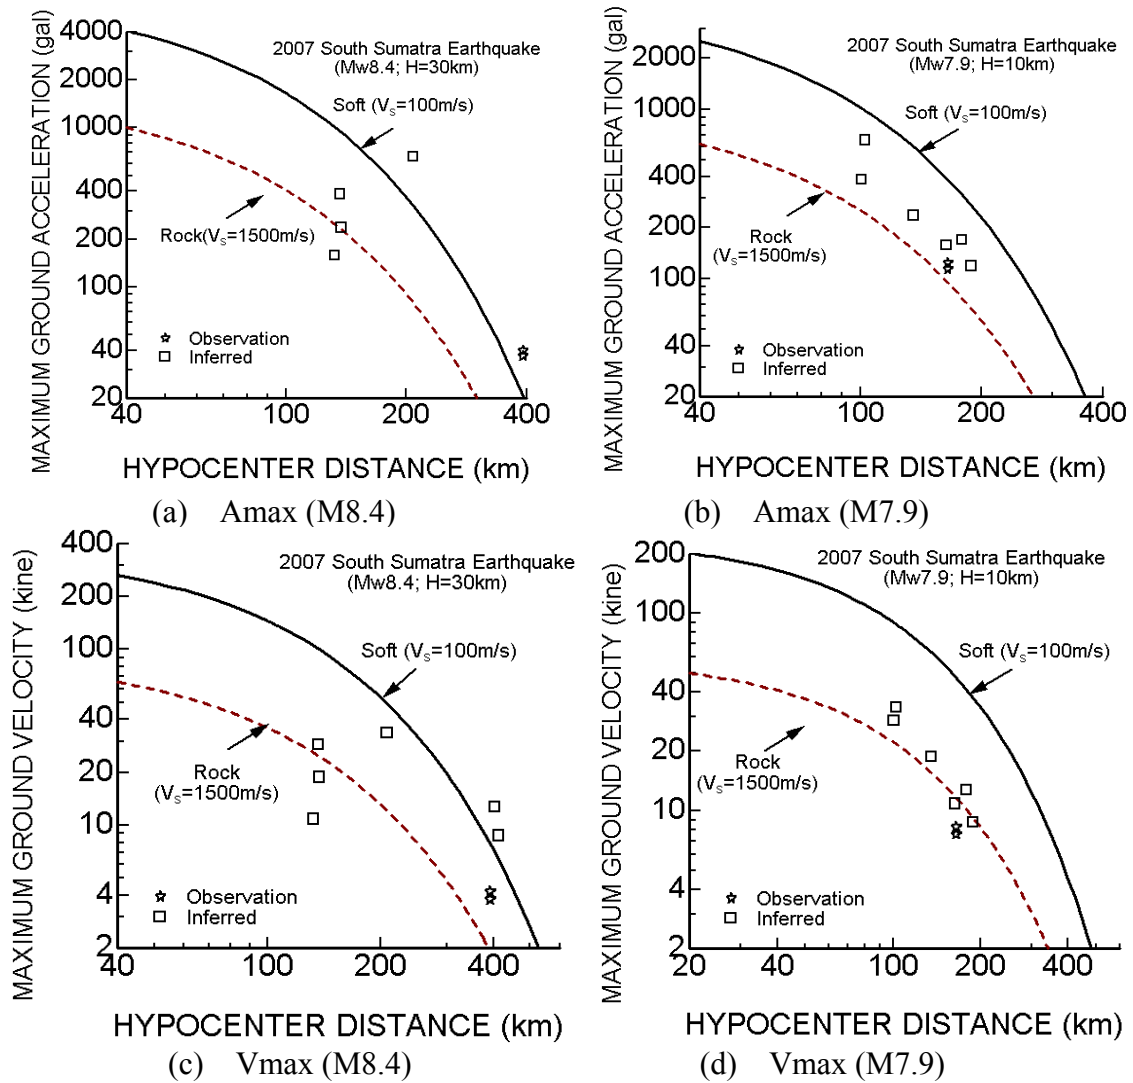 MAXIMUM GROUND ACCELERATION (gal)
4000
2000
1000
400
200
100
40
20
2007 South Sumatra Earthquake
(Mw8.4; H=30km)
Soft (VS=100m/s)
Rock(VS=1500m/s)
Observation
Inferred
40 100 200 400
HYPOCENTER DISTANCE (km)
(a) Amax (M8.4)
MAXIMUM GROUND ACCELERATION (gal)
2000
1000
400
200
100
40
20
2007 South Sumatra Earthquake
(Mw7.9; H=10km)
Soft (VS=100m/s)
Rock
(VS=1500m/s)
Observation
Inferred
40 100 200 400
HYPOCENTER DISTANCE (km)
(b) Amax (M7.9)
MAXIMUM GROUND VELOCITY (kine)
400
200
100
40
20
10
4
2
2007 South Sumatra Earthquake
(Mw8.4; H=30km)
Soft (VS=100m/s)
Rock
(VS=1500m/s)
Observation
Inferred
40 100 200 400
HYPOCENTER DISTANCE (km)
(c) Vmax (M8.4)
MAXIMUM GROUND VELOCITY (kine)
200
100
40
20
10
4
2
2007 South Sumatra Earthquake
(Mw7.9; H=10km)
Soft (VS=100m/s)
Rock
(VS=1500m/s)
Observation
Inferred
20 40 100 200 400
HYPOCENTER DISTANCE (km)
(d) Vmax (M7.9)